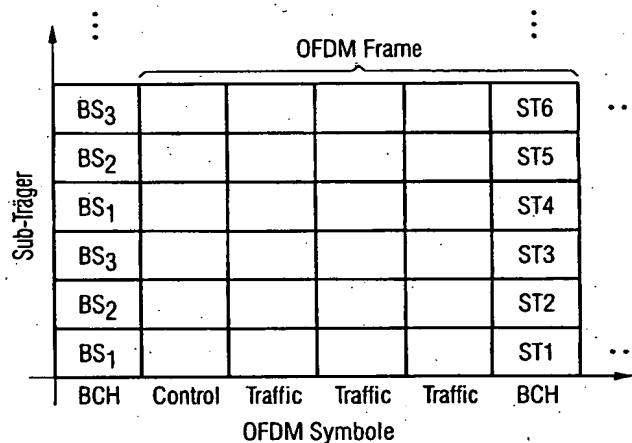 OFDM Frame
Sub-Träger
BS₃ ST6
BS₂ ST5
BS₁ ST4
BS₃ ST3
BS₂ ST2
BS₁ ST1
BCH Control Traffic Traffic Traffic BCH
OFDM Symbole